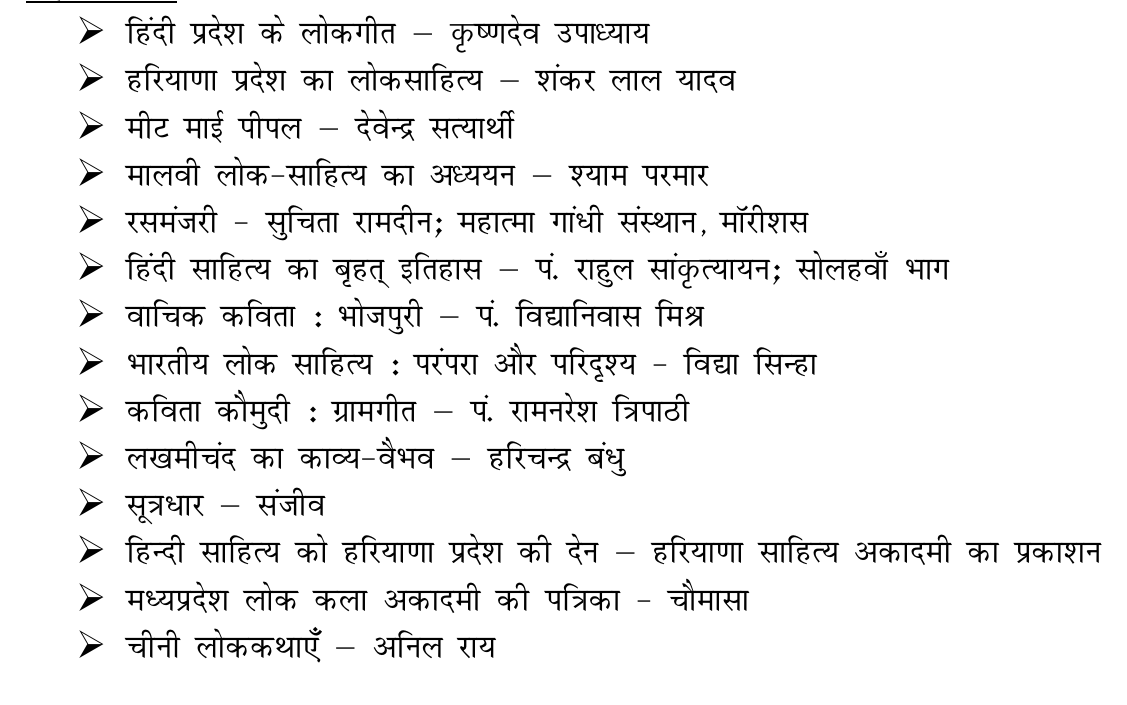 ➢ हिंदी प्रदेश के लोकगीत – कृष्णदेव उपाध्याय
➢ हरियाणा प्रदेश का लोकसाहित्य – शंकर लाल यादव
➢ मीट माई पीपल – देवेन्द्र सत्यार्थी
➢ मालवी लोक-साहित्य का अध्ययन – श्याम परमार
➢ रसमंजरी - सुचिता रामदीन; महात्मा गांधी संस्थान, मॉरीशस
➢ हिंदी साहित्य का बृहत् इतिहास – पं. राहुल सांकृत्यायन; सोलहवाँ भाग
➢ वाचिक कविता : भोजपुरी – पं. विद्यानिवास मिश्र
➢ भारतीय लोक साहित्य : परंपरा और परिदृश्य - विद्या सिन्हा
➢ कविता कौमुदी : ग्रामगीत – पं. रामनरेश त्रिपाठी
➢ लखमीचंद का काव्य-वैभव – हरिचन्द्र बंधु
➢ सूत्रधार – संजीव
➢ हिन्दी साहित्य को हरियाणा प्रदेश की देन – हरियाणा साहित्य अकादमी का प्रकाशन
➢ मध्यप्रदेश लोक कला अकादमी की पत्रिका - चौमासा
➢ चीनी लोककथाएँ – अनिल राय